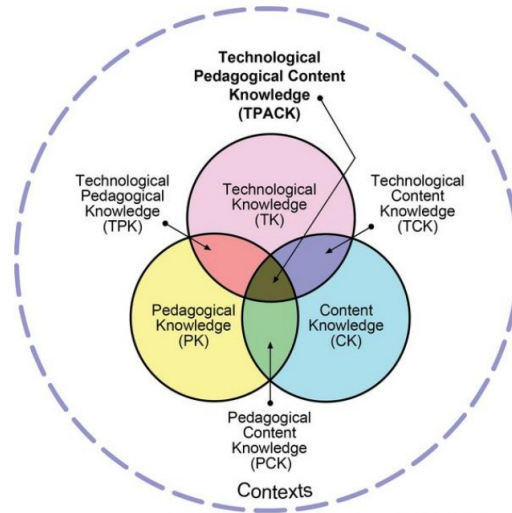 Technological
Pedagogical Content
Knowledge
(TPACK)
Technological
Pedagogical
Knowledge
(TPK)
Technological
Knowledge
(TK)
Technological
Content
Knowledge
(TCK)
Pedagogical
Knowledge
(PK)
Content
Knowledge
(CK)
Pedagogical
Content
Knowledge
(PCK)
Contexts